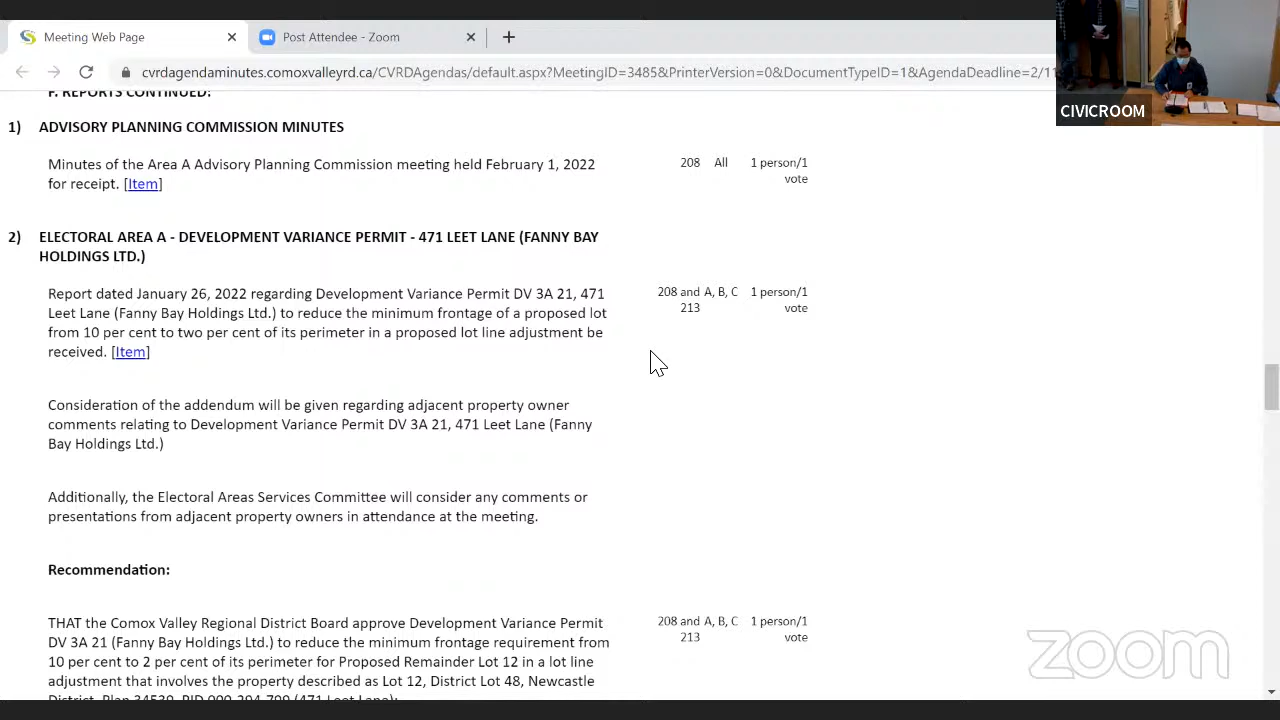 Meeting Web Page
Post Attendee - Zoom
cvrdagendaminutes.comoxvalleyrd.ca/CVRDAgendas/default.aspx?MeetingID=3485&PrinterVersion=0&DocumentTypeID=1&AgendaDeadline=2/11
CIVICROOM
F. REPORTS CONTINUED:
1) ADVISORY PLANNING COMMISSION MINUTES
Minutes of the Area A Advisory Planning Commission meeting held February 1, 2022 208 All 1 person/1
for receipt. [Item] vote
2) ELECTORAL AREA A - DEVELOPMENT VARIANCE PERMIT - 471 LEET LANE (FANNY BAY
HOLDINGS LTD.)
Report dated January 26, 2022 regarding Development Variance Permit DV 3A 21, 471 208 and A, B, C 1 person/1
Leet Lane (Fanny Bay Holdings Ltd.) to reduce the minimum frontage of a proposed lot 213 vote
from 10 per cent to two per cent of its perimeter in a proposed lot line adjustment be
received. [Item]
Consideration of the addendum will be given regarding adjacent property owner
comments relating to Development Variance Permit DV 3A 21, 471 Leet Lane (Fanny
Bay Holdings Ltd.)
Additionally, the Electoral Areas Services Committee will consider any comments or
presentations from adjacent property owners in attendance at the meeting.
Recommendation:
THAT the Comox Valley Regional District Board approve Development Variance Permit 208 and A, B, C 1 person/1
DV 3A 21 (Fanny Bay Holdings Ltd.) to reduce the minimum frontage requirement from 213 vote
10 per cent to 2 per cent of its perimeter for Proposed Remainder Lot 12 in a lot line
adjustment that involves the property described as Lot 12, District Lot 48, Newcastle
District, Plan 34530, PID 000-294-799 (471 Leet Lane);
zoom